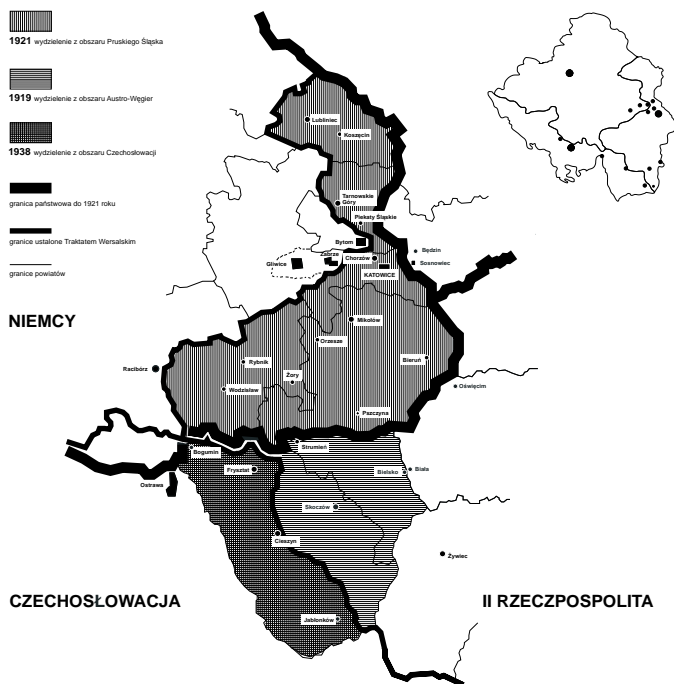 1921 wydzielenie z obszaru Pruskiego Śląska
1919 wydzielenie z obszaru Austro-Węgier
1938 wydzielenie z obszaru Czechosłowacji
granica państwowa do 1921 roku
granice ustalone Traktatem Wersalskim
granice powiatów
NIEMCY
Lubliniec
Koszęcin
Tarnowskie
Góry
Piekaty Śląskie
Bytom
Będzin
Zabrze
Chorzów
Sosnowiec
Gliwice
KATOWICE
Mikołów
Orzesze
Rybnik
Bieruń
Racibórz
Żory
Oświęcim
Wodzisław
Pszczyna
Strumień
Bogumin
Frysztat
Bielsko
Biała
Ostrawa
Skoczów
Cieszyn
Żywiec
CZECHOSŁOWACJA
II RZECZPOSPOLITA
Jabłonków